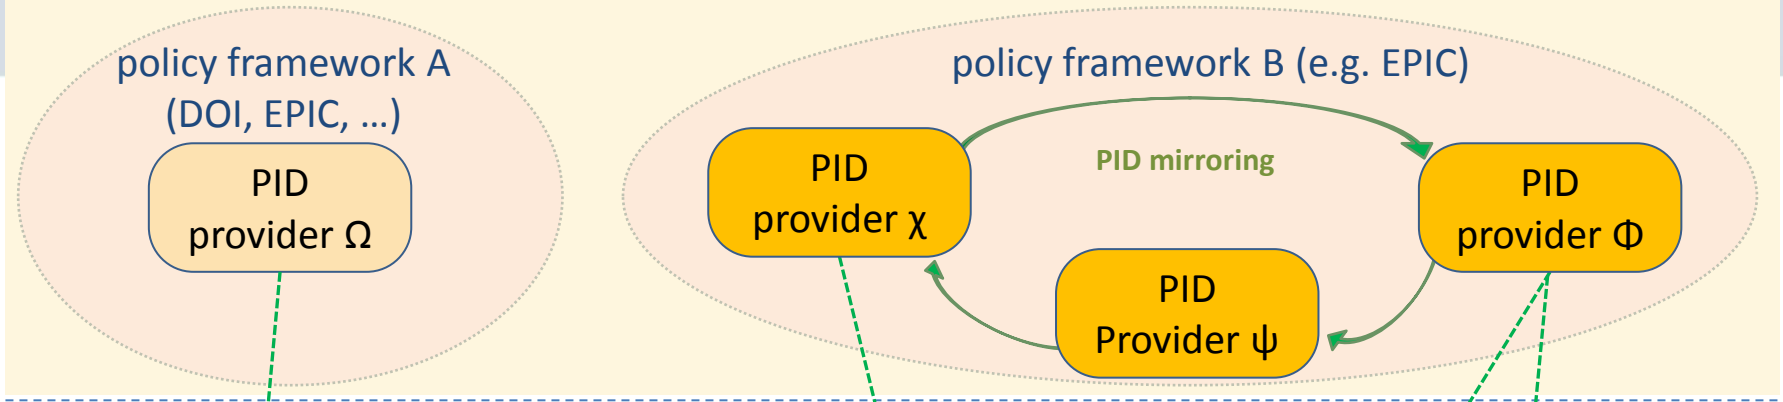 policy framework A
(DOI, EPIC, ...)
PID
provider Ω
policy framework B (e.g. EPIC)
PID
provider χ
PID mirroring
PID
provider Φ
PID
Provider ψ